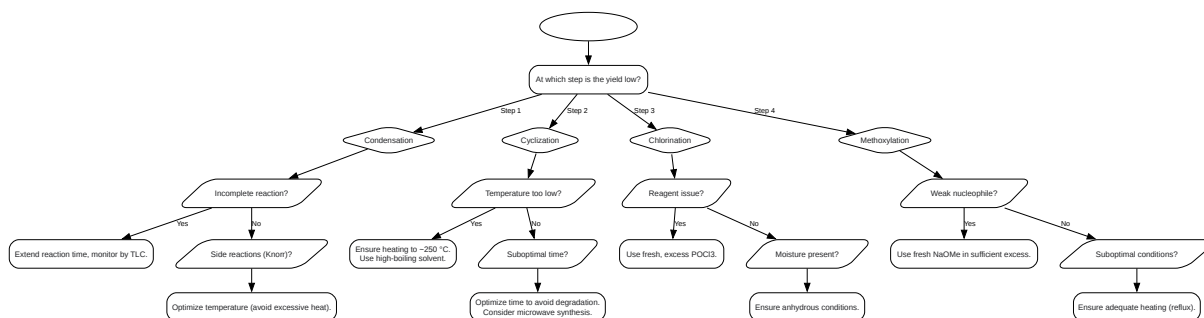 At which step is the yield low?
Step 1
Step 2
Step 3
Step 4
Condensation
Cyclization
Chlorination
Methoxylation
Incomplete reaction?
Temperature too low?
Reagent issue?
Weak nucleophile?
Yes
No
Yes
No
Yes
No
Yes
No
Extend reaction time, monitor by TLC.
Side reactions (Knorr)?
Ensure heating to ~250 °C.
Use high-boiling solvent.
Suboptimal time?
Use fresh, excess POCl3.
Moisture present?
Use fresh NaOMe in sufficient excess.
Suboptimal conditions?
Optimize temperature (avoid excessive heat).
Optimize time to avoid degradation.
Consider microwave synthesis.
Ensure anhydrous conditions.
Ensure adequate heating (reflux).